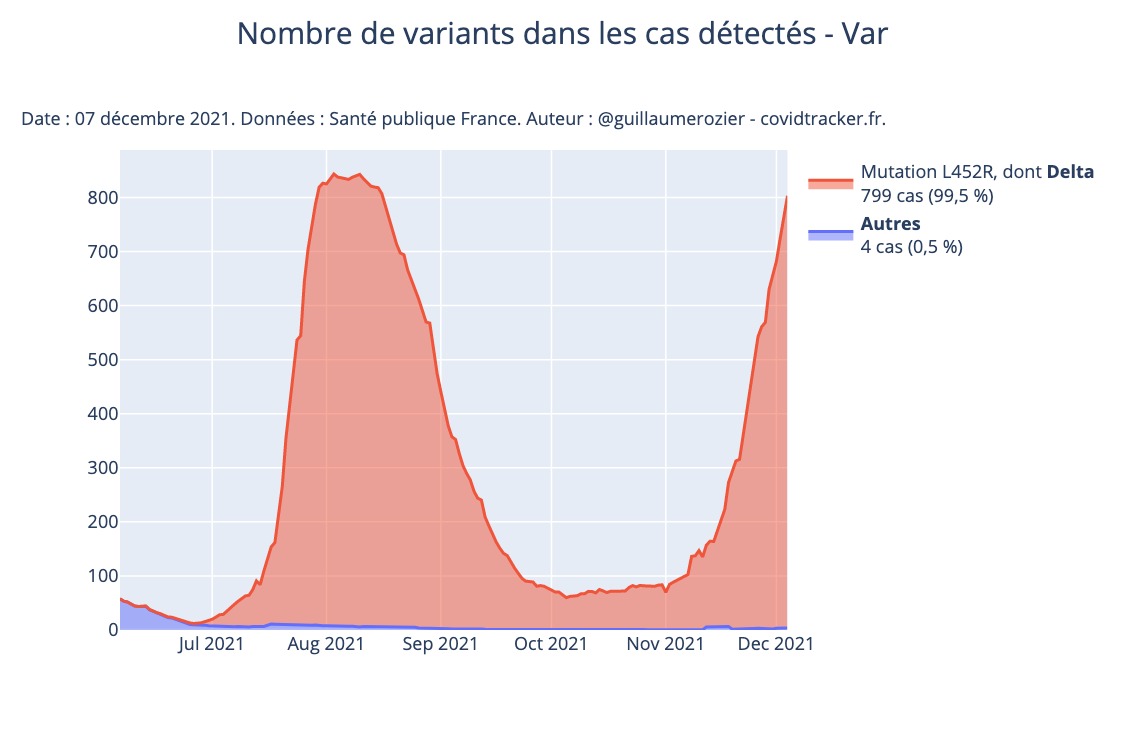 Nombre de variants dans les cas détectés - Var
Date : 07 décembre 2021. Données : Santé publique France. Auteur : @guillaumerozier - covidtracker.fr.
Mutation L452R, dont Delta
799 cas (99,5 %)
Autres
4 cas (0,5 %)
800
700
600
500
400
300
200
100
0
Jul 2021 Aug 2021 Sep 2021 Oct 2021 Nov 2021 Dec 2021